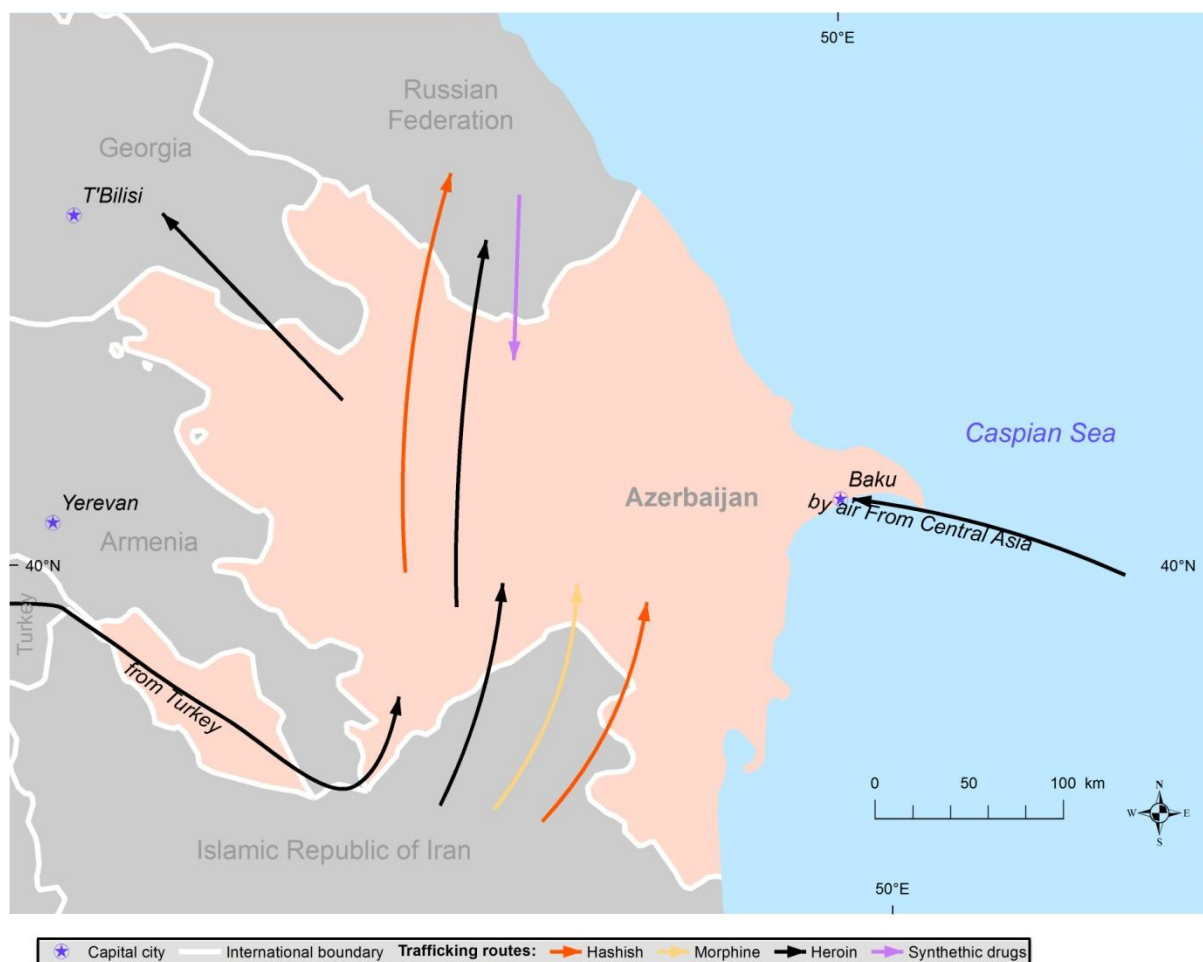 50°E
Russian
Federation
Georgia
T'Bilisi
Caspian Sea
Baku
Azerbaijan
by air From Central Asia
Yerevan
Armenia
40°N
40°N
Turkey
from Turkey
0 50 100 km
N
W E
S
Islamic Republic of Iran
50°E
Capital city International boundary Trafficking routes: Hashish Morphine Heroin Synthethic drugs